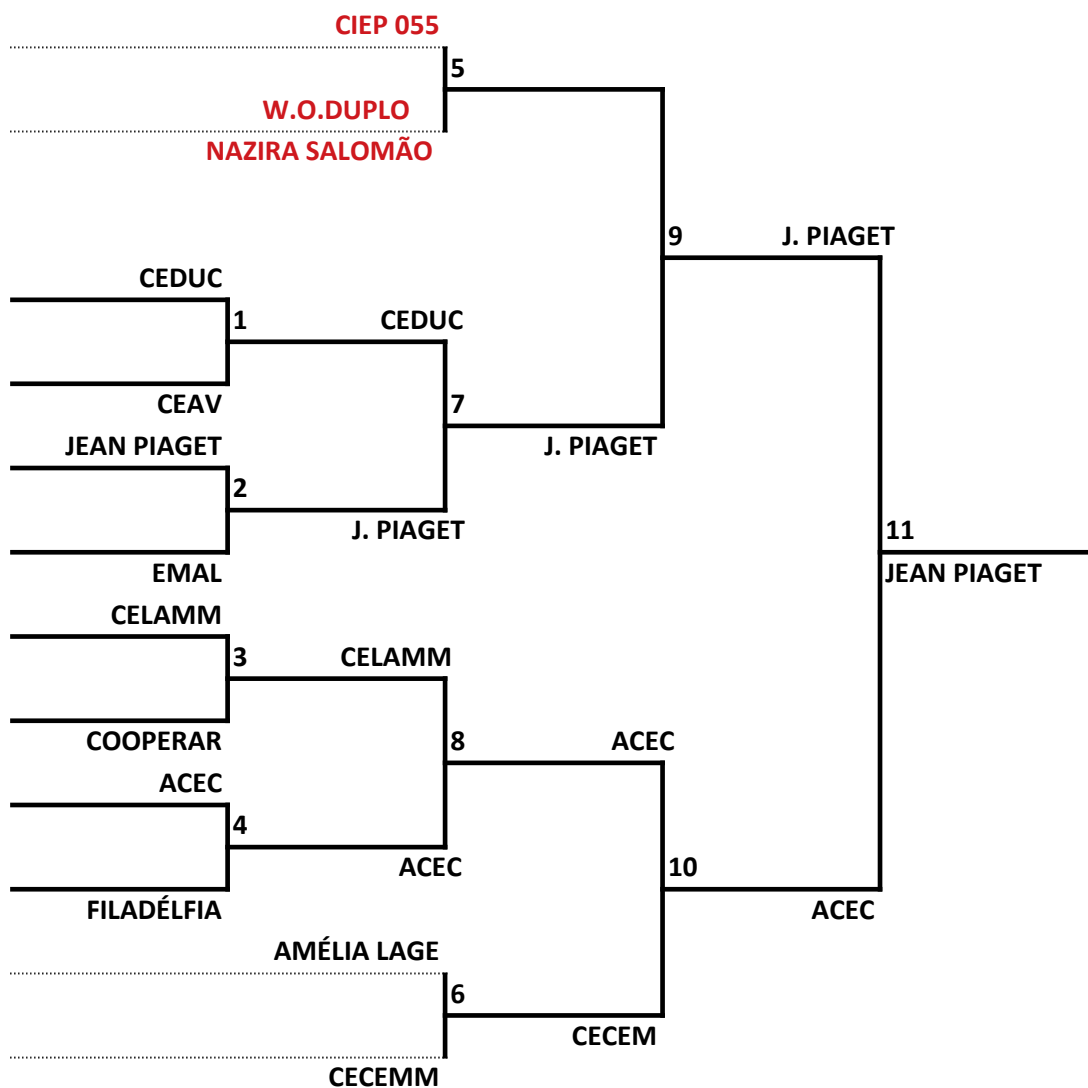 CIEP 055
5
W.O.DUPLO
NAZIRA SALOMÃO
9 J. PIAGET
CEDUC
1 CEDUC
CEAV
7
JEAN PIAGET J. PIAGET
2
J. PIAGET 11
EMAL JEAN PIAGET
CELAMM
3 CELAMM
COOPERAR 8 ACEC
ACEC
4
ACEC 10
FILADÉLFIA ACEC
AMÉLIA LAGE
6
CECEM
CECEMM